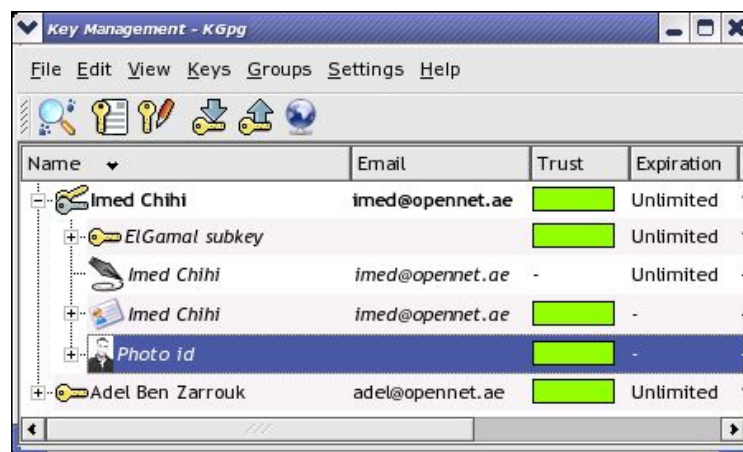 Key Management - KGpg
File Edit View Keys Groups Settings Help
Name Email Trust Expiration
Imed Chihi imed@opennet.ae Unlimited
ElGamal subkey Unlimited
Imed Chihi imed@opennet.ae - Unlimited
Imed Chihi imed@opennet.ae -
Photo id -
Adel Ben Zarrouk adel@opennet.ae Unlimited